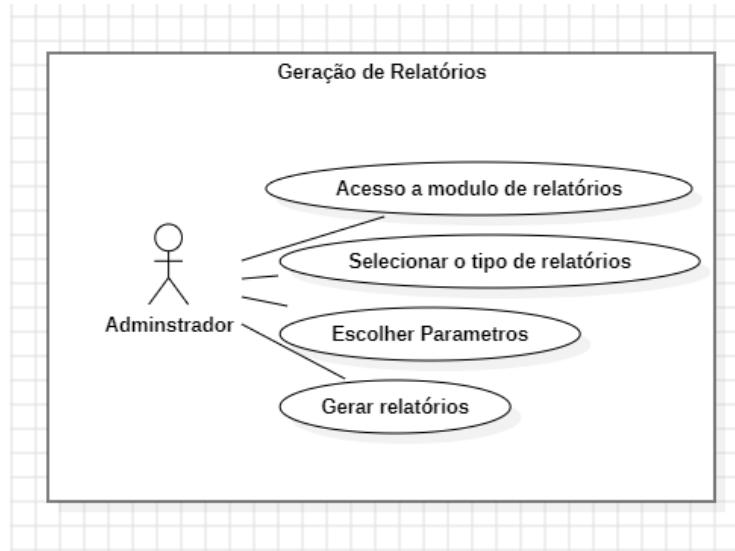 Geração de Relatórios
Acesso a modulo de relatórios
Selecionar o tipo de relatórios
Adminstrador
Escolher Parametros
Gerar relatórios